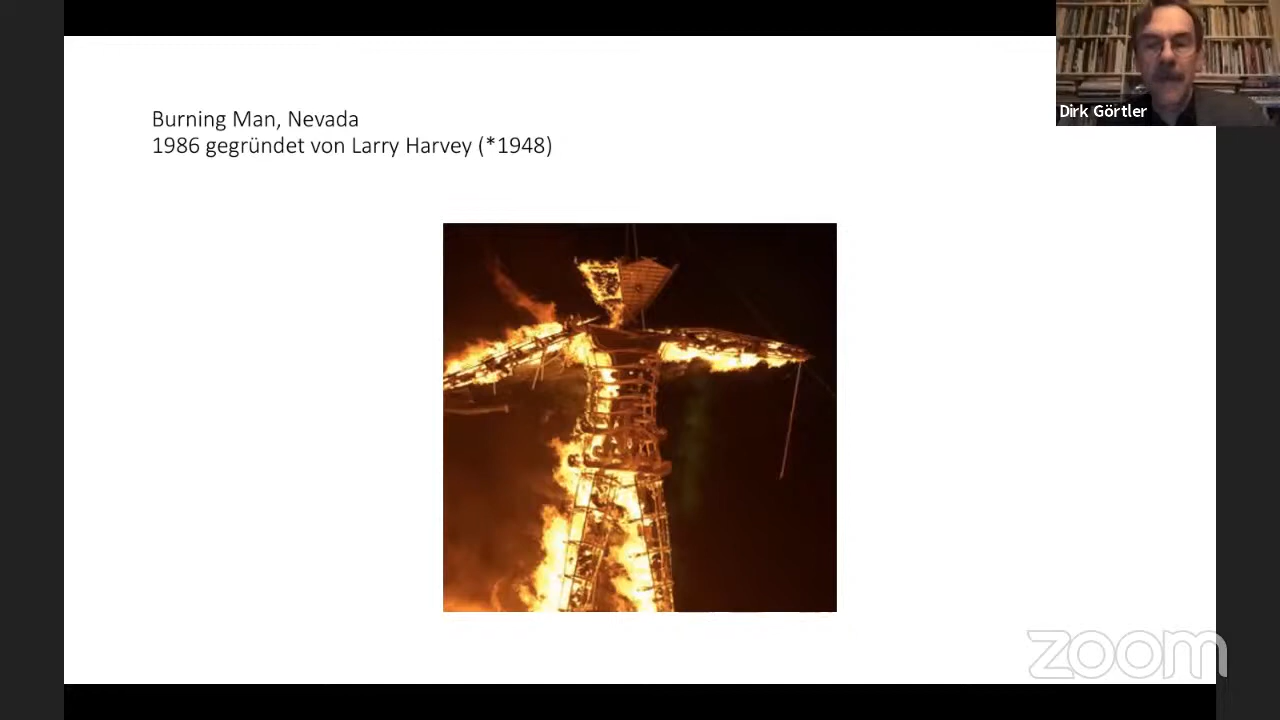 Burning Man, Nevada
1986 gegründet von Larry Harvey (*1948)
Dirk Görtler
zoom